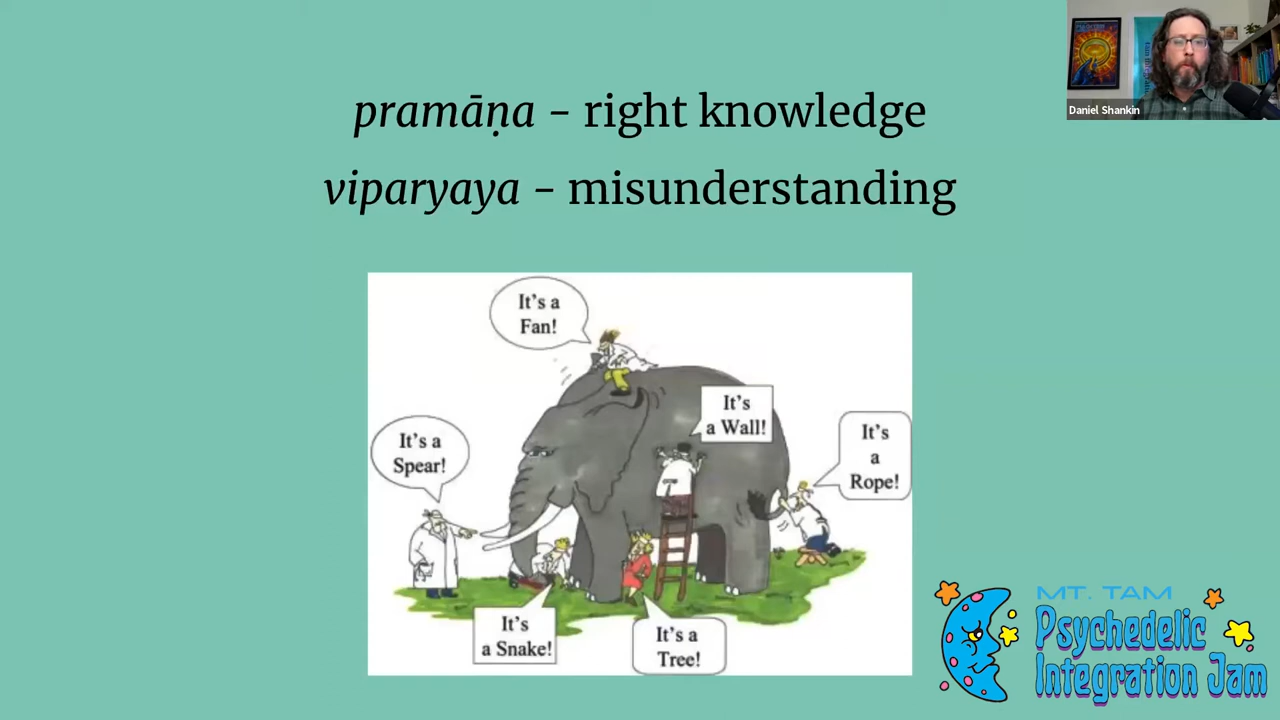 pramāṇa - right knowledge
viparyaya - misunderstanding
Daniel Shankin
It's a
Fan!
It's
a Wall!
It's a
Spear!
It's
a
Rope!
It's
a Snake!
It's a
Tree!
MT. TAM
Psychedelic
Integration Jam